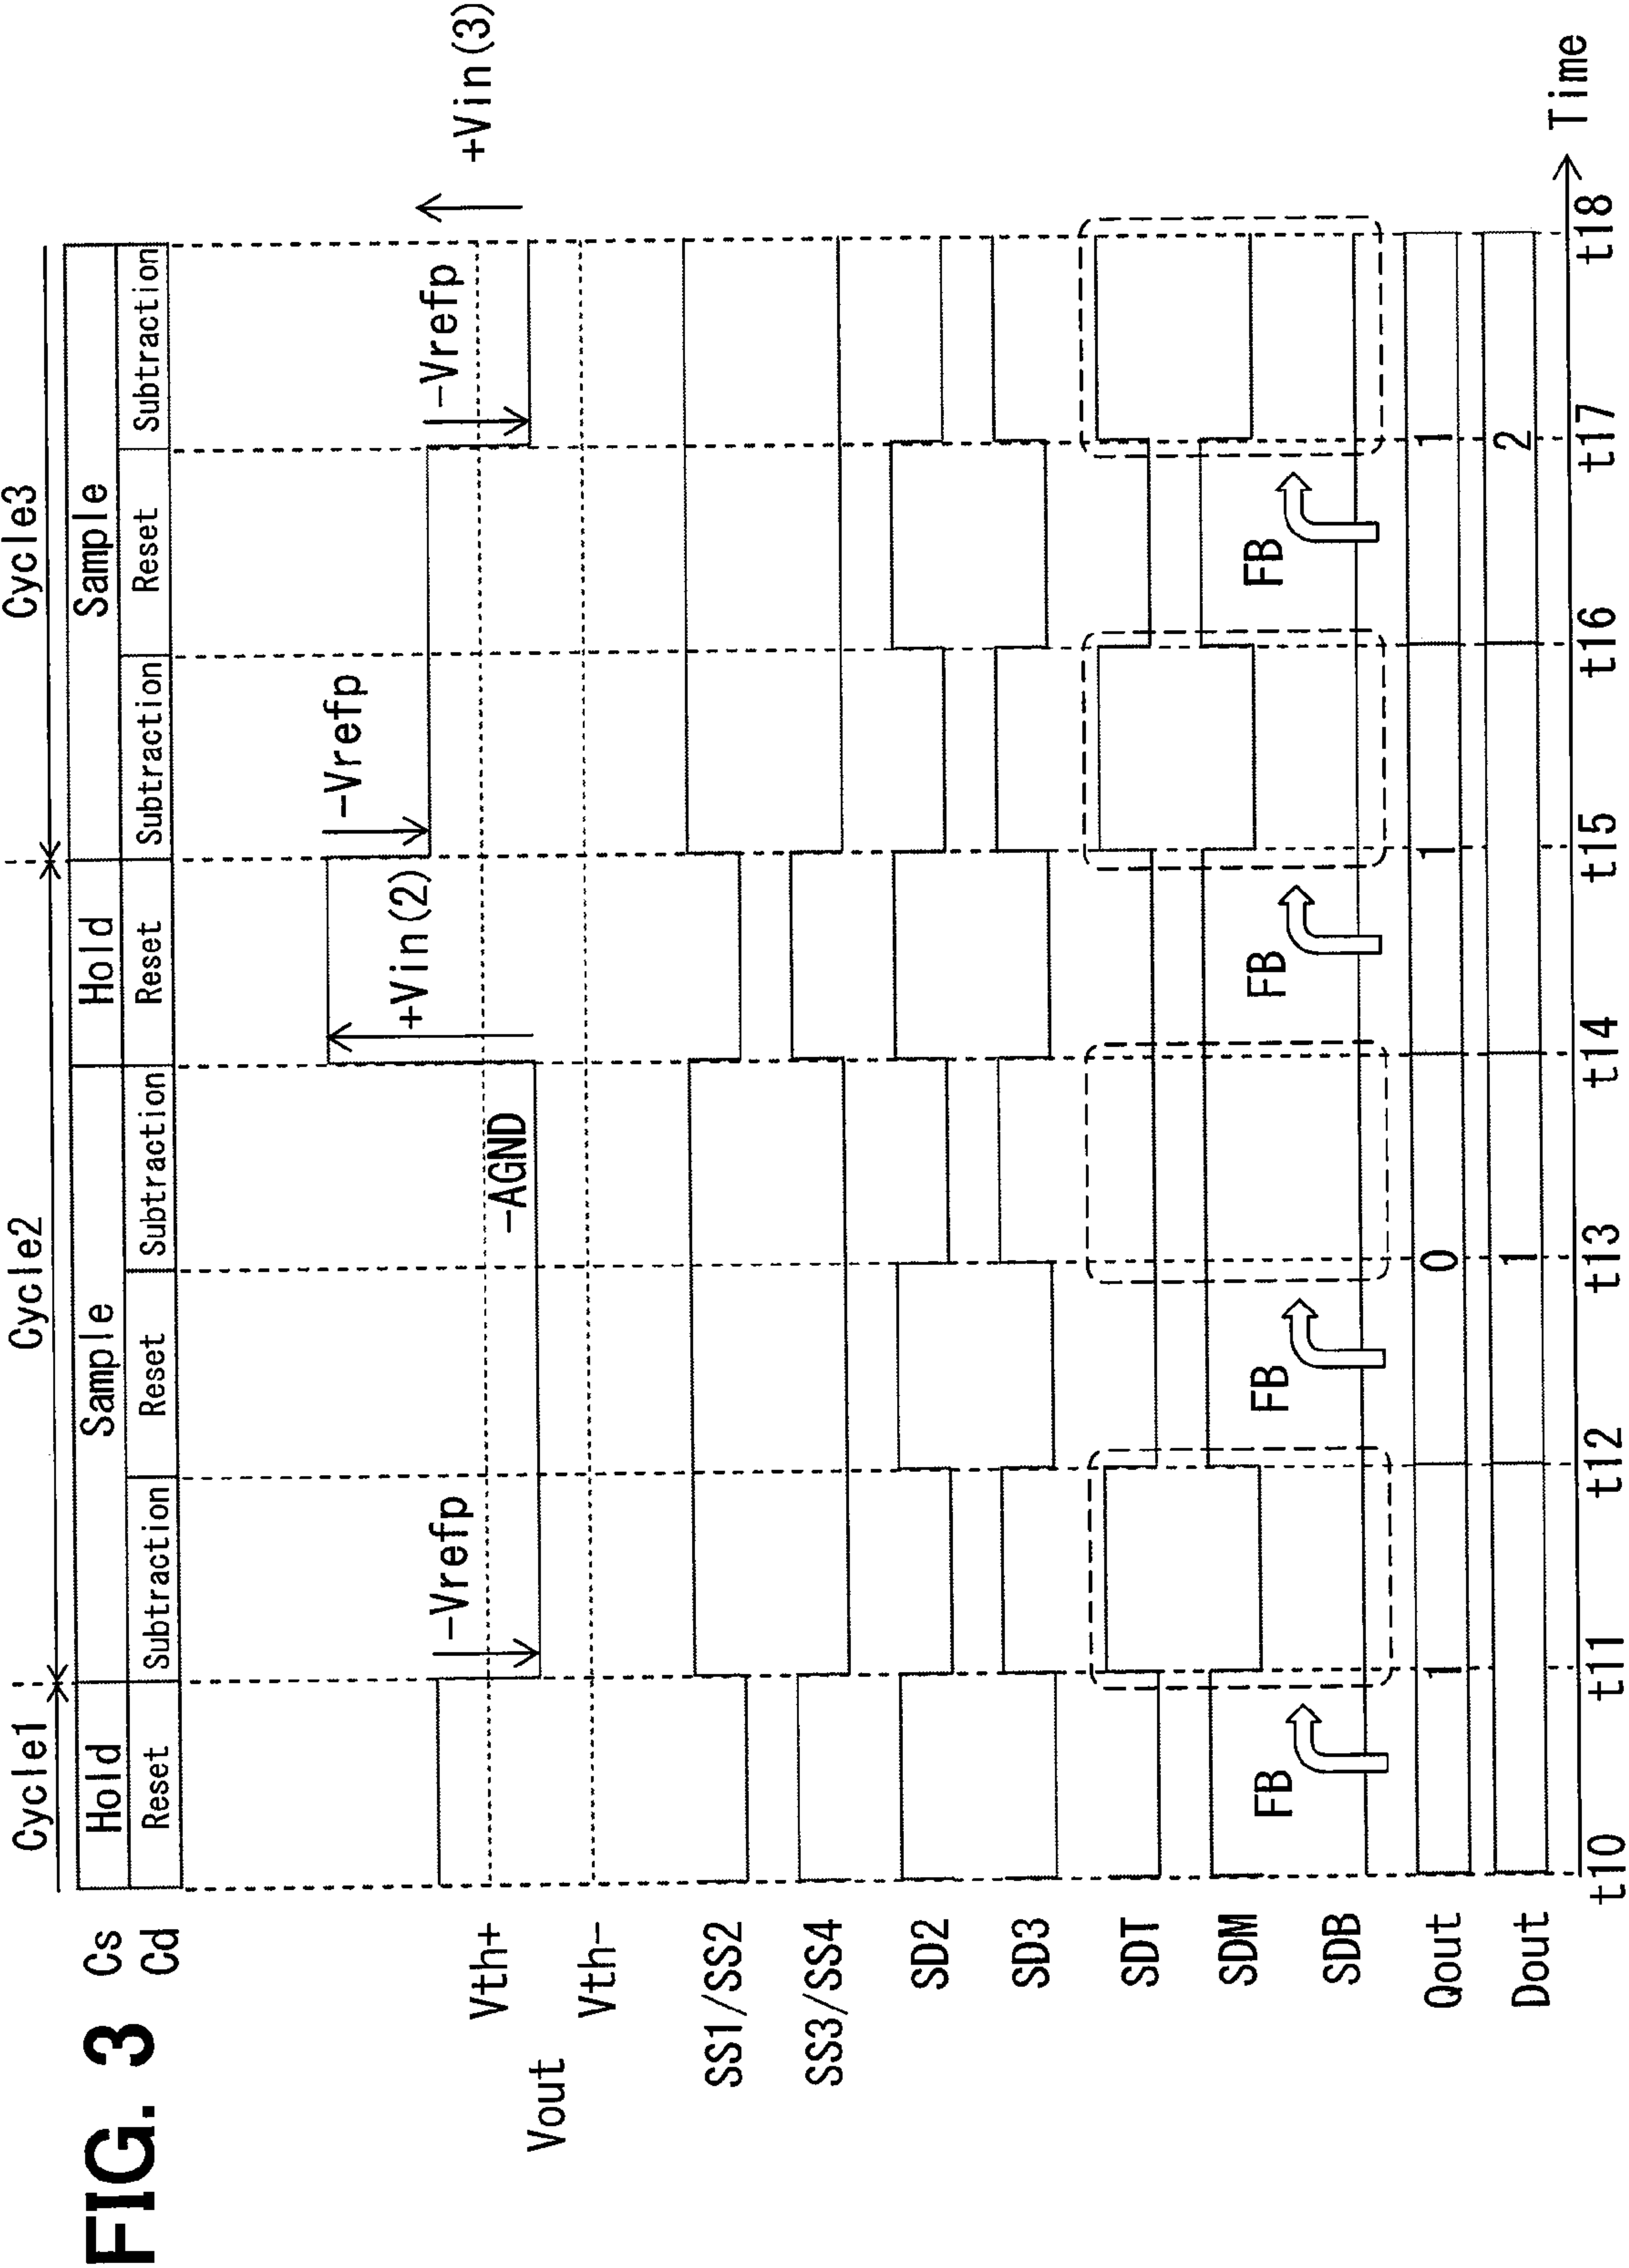 FIG. 3
Cycle1 Cycle2 Cycle3
Cs Hold Sample Hold Sample
Cd Reset Subtraction Reset Subtraction Reset Subtraction Reset Subtraction
-Vrefp -AGND +Vin(2) -Vrefp -Vrefp +Vin(3)
Vth+
Vout
Vth-
SS1/SS2
SS3/SS4
SD2
SD3
SDT
SDM
FB FB FB FB
SDB
Qout 1 0 1 1
Dout 1 2
t10 t11 t12 t13 t14 t15 t16 t17 t18 Time